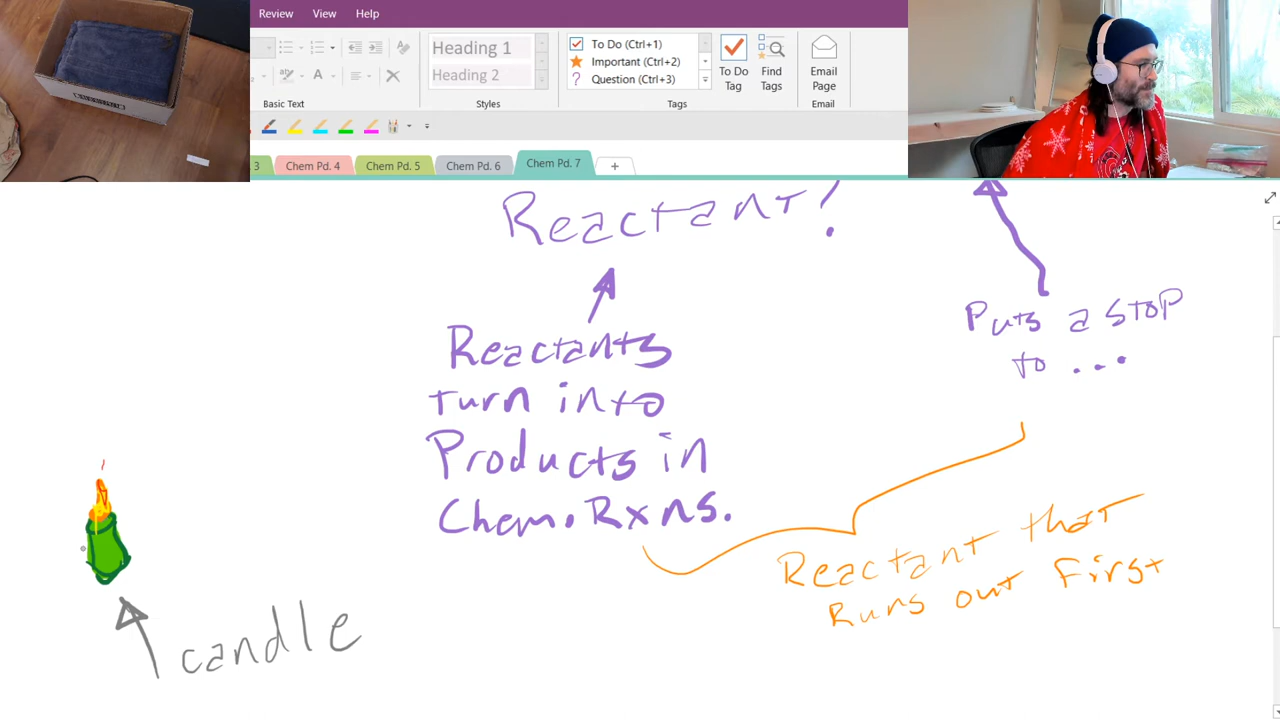 Review View Help
Heading 1
Heading 2
To Do (Ctrl+1)
Important (Ctrl+2)
Question (Ctrl+3)
To Do
Tag
Find
Tags
Email
Page
Basic Text
Styles
Tags
Email
3 Chem Pd. 4 Chem Pd. 5 Chem Pd. 6 Chem Pd. 7
Reactant!
Reactants
turn into
Products in
Chem. Rxns.
Puts a stop
to ...
Reactant that
Runs out First
candle